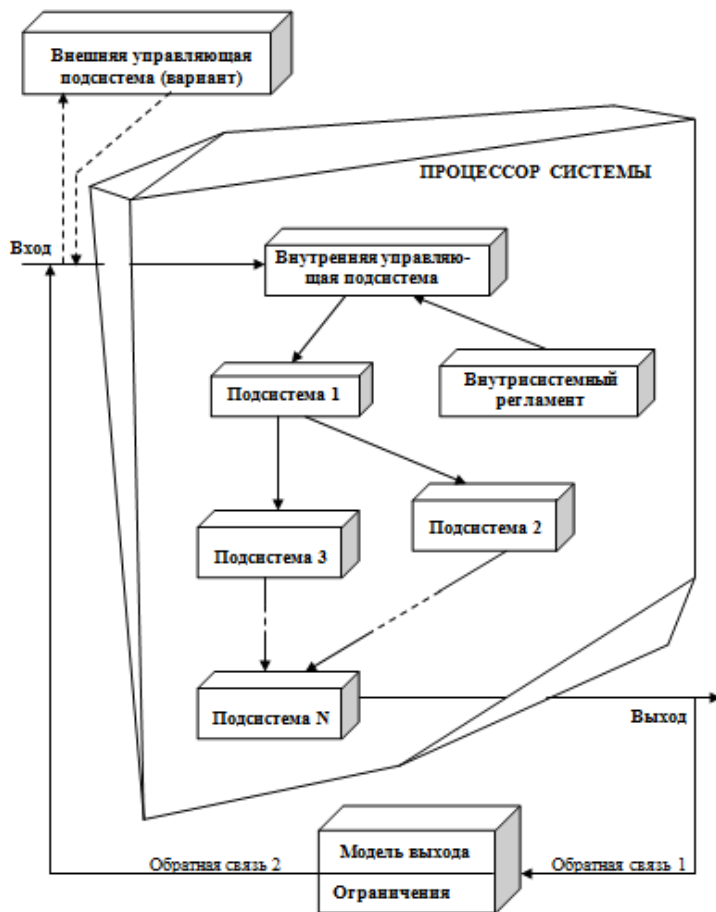 Внешняя управляющая
подсистема (вариант)
ПРОЦЕССОР СИСТЕМЫ
Вход
Внутренняя управляю-
щая подсистема
Подсистема 1
Внутрисистемный
регламент
Подсистема 2
Подсистема 3
Подсистема N
Выход
Модель выхода
Обратная связь 2
Обратная связь 1
Ограничения